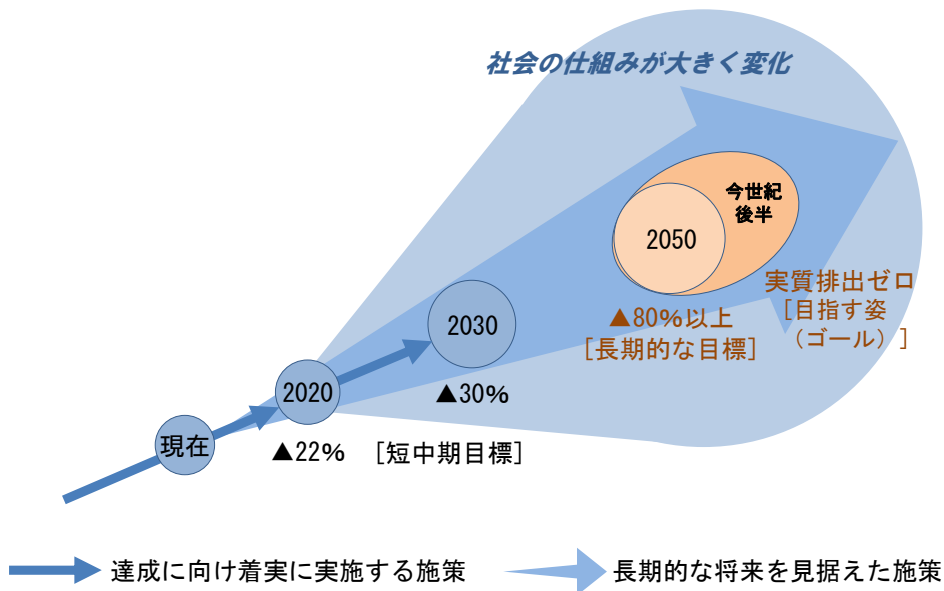 社会の仕組みが大きく変化
今世紀
後半
2050
実質排出ゼロ
[目指す姿
(ゴール)]
▲80%以上
[長期的な目標]
2030
▲30%
2020
▲22% [短中期目標]
現在
達成に向け着実に実施する施策
長期的な将来を見据えた施策